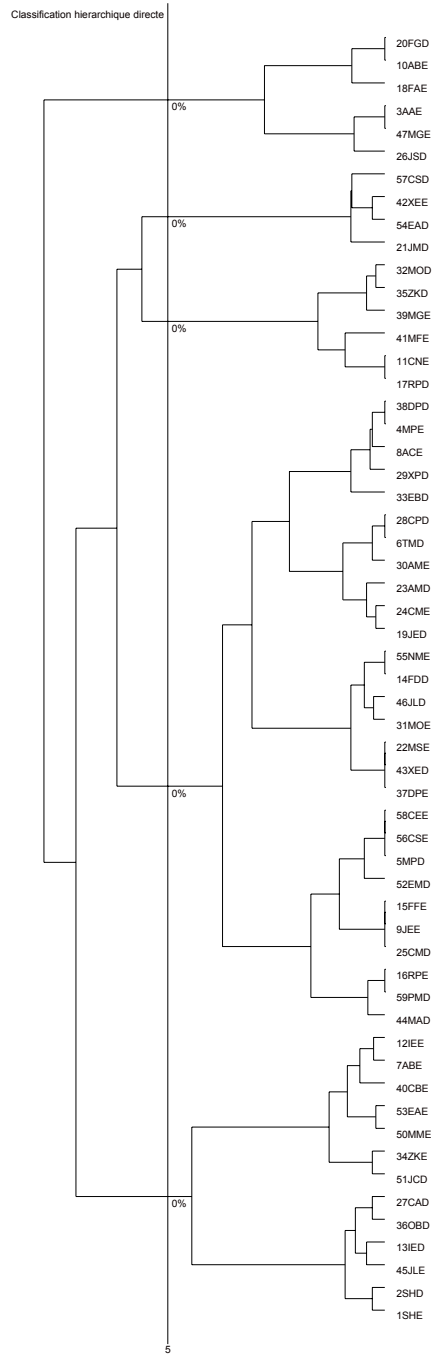 Classification hierarchique directe
20FGD
10ABE
18FAE
0%
3AAE
47MGE
26JSD
57CSD
42XEE
0%
54EAD
21JMD
32MOD
35ZKD
39MGE
0%
41MFE
11CNE
17RPD
38DPD
4MPE
8ACE
29XPD
33EBD
28CPD
6TMD
30AME
23AMD
24CME
19JED
55NME
14FDD
46JLD
31MOE
22MSE
43XED
37DPE
0%
58CEE
56CSE
5MPD
52EMD
15FFE
9JEE
25CMD
16RPE
59PMD
44MAD
12IEE
7ABE
40CBE
53EAE
50MME
34ZKE
51JCD
27CAD
0%
36OBD
13IED
45JLE
2SHD
1SHE
5